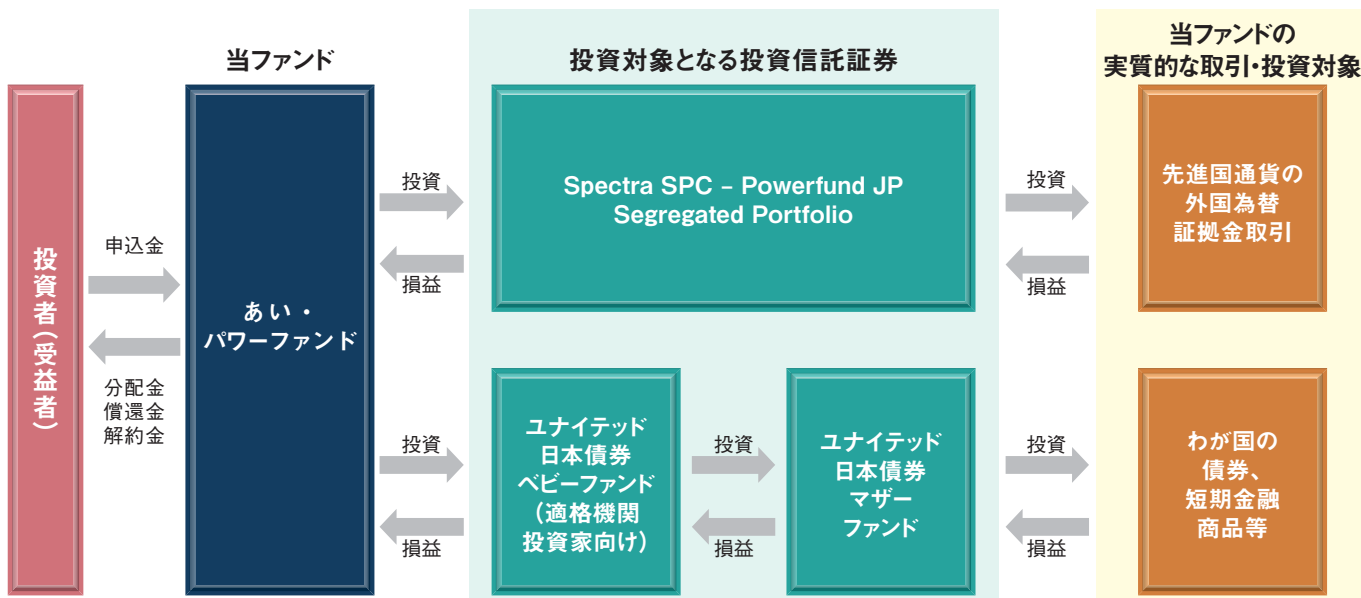 当ファンド
投資対象となる投資信託証券
当ファンドの
実質的な取引・投資対象
投資者（受益者）
申込金
分配金
償還金
解約金
あい・
パワーファンド
投資
損益
Spectra SPC – Powerfund JP
Segregated Portfolio
投資
損益
先進国通貨の
外国為替
証拠金取引
投資
損益
ユナイテッド
日本債券
ベビーファンド
（適格機関
投資家向け）
投資
損益
ユナイテッド
日本債券
マザー
ファンド
投資
損益
わが国の
債券、
短期金融
商品等